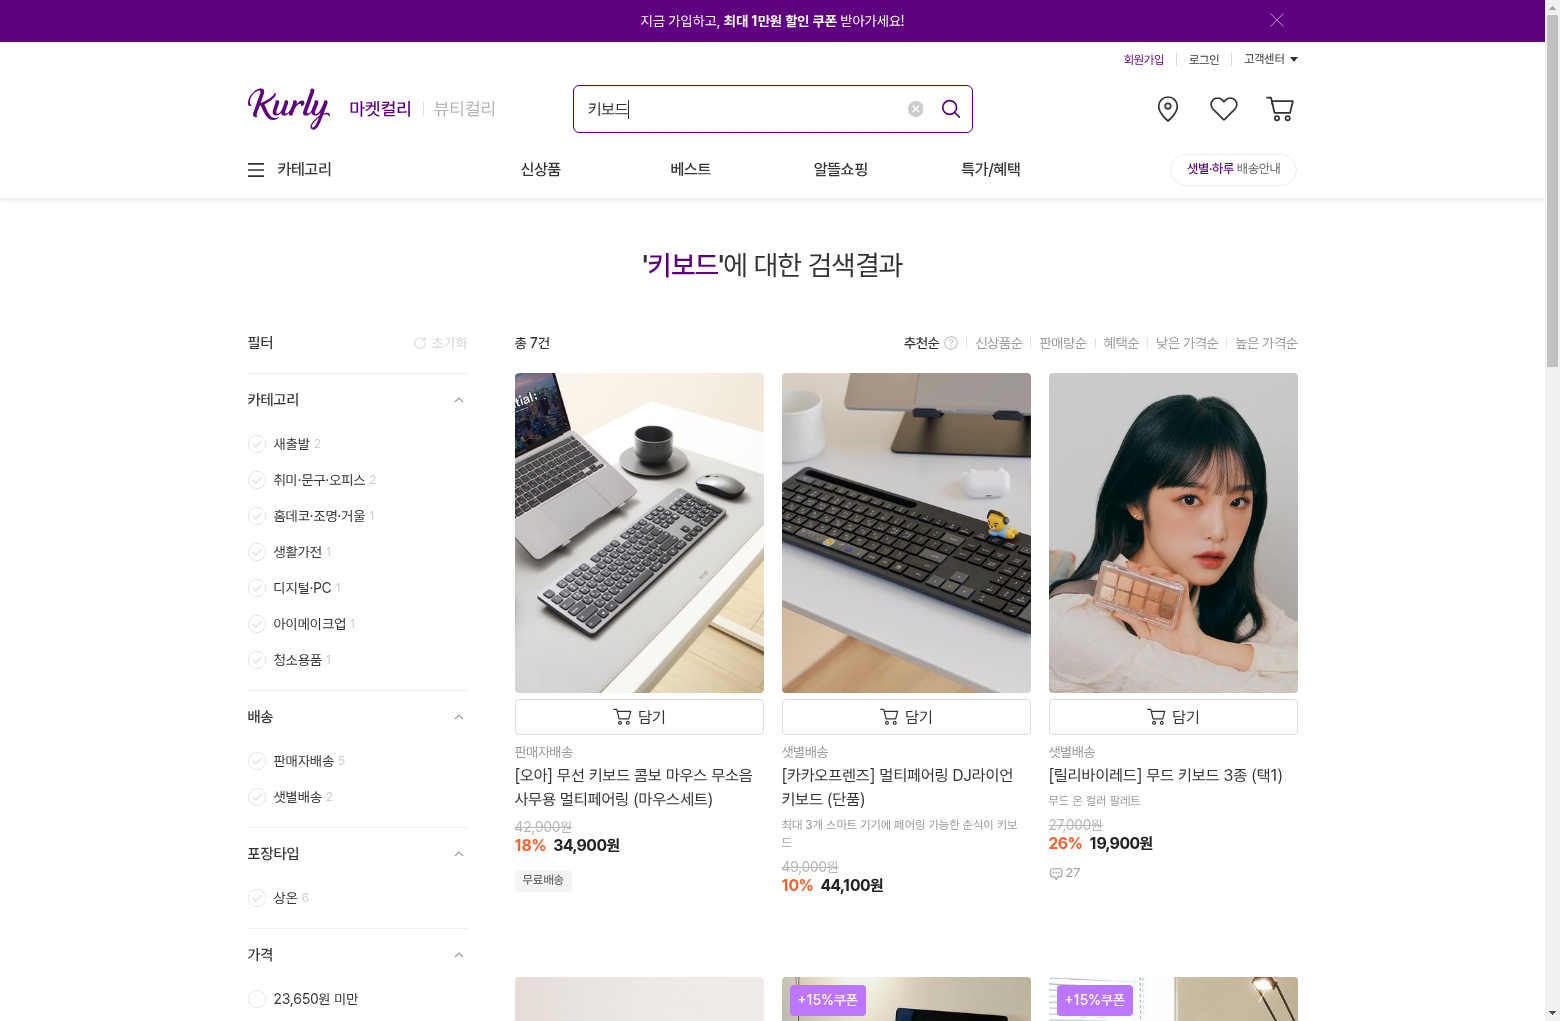 지금 가입하고, 최대 1만원 할인 쿠폰 받아가세요!
회원가입
로그인
고객센터
Kurly
마켓컬리
뷰티컬리
키보드
카테고리
신상품
베스트
알뜰쇼핑
특가/혜택
샛별·하루 배송안내
'키보드'에 대한 검색결과
필터
초기화
카테고리
새출발 2
취미·문구·오피스 2
홈데코·조명·거울 1
생활가전 1
디지털·PC 1
아이메이크업 1
청소용품 1
배송
판매자배송 5
샛별배송 2
포장타입
상온 6
가격
23,650원 미만
총 7건
추천순
신상품순
판매량순
혜택순
낮은 가격순
높은 가격순
tial:
담기
판매자배송
[오아] 무선 키보드 콤보 마우스 무소음
사무용 멀티페어링 (마우스세트)
42,900원
18% 34,900원
무료배송
담기
샛별배송
[카카오프렌즈] 멀티페어링 DJ라이언
키보드 (단품)
최대 3개 스마트 기기에 페어링 가능한 춘식이 키보
드
49,000원
10% 44,100원
담기
샛별배송
[릴리바이레드] 무드 키보드 3종 (택1)
무드 온 컬러 팔레트
27,000원
26% 19,900원
27
+15%쿠폰
+15%쿠폰